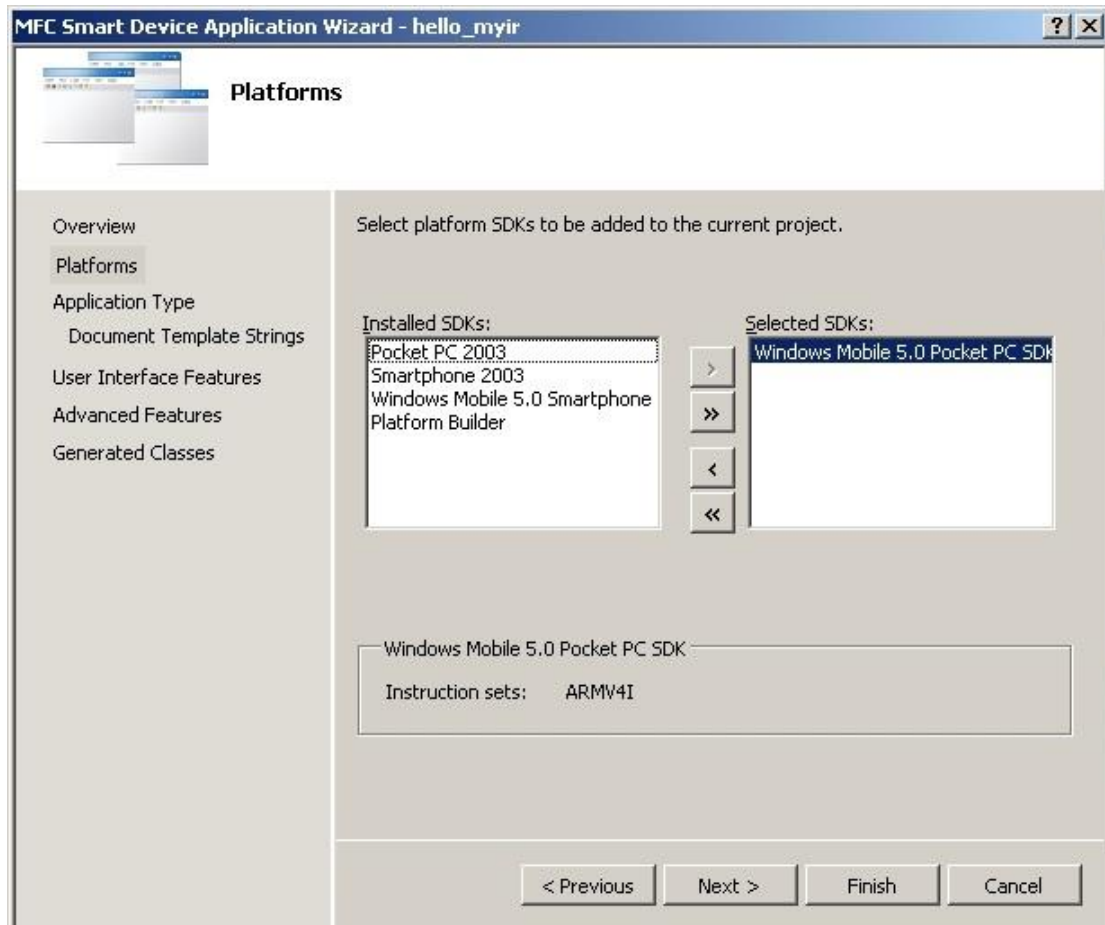 MFC Smart Device Application Wizard - hello_myir
Platforms
Overview
Platforms
Application Type
Document Template Strings
User Interface Features
Advanced Features
Generated Classes
Select platform SDKs to be added to the current project.
Installed SDKs:
Pocket PC 2003
Smartphone 2003
Windows Mobile 5.0 Smartphone
Platform Builder
>
>>
<
<<
Selected SDKs:
Windows Mobile 5.0 Pocket PC SDK
Windows Mobile 5.0 Pocket PC SDK
Instruction sets: ARMV4I
< Previous
Next >
Finish
Cancel